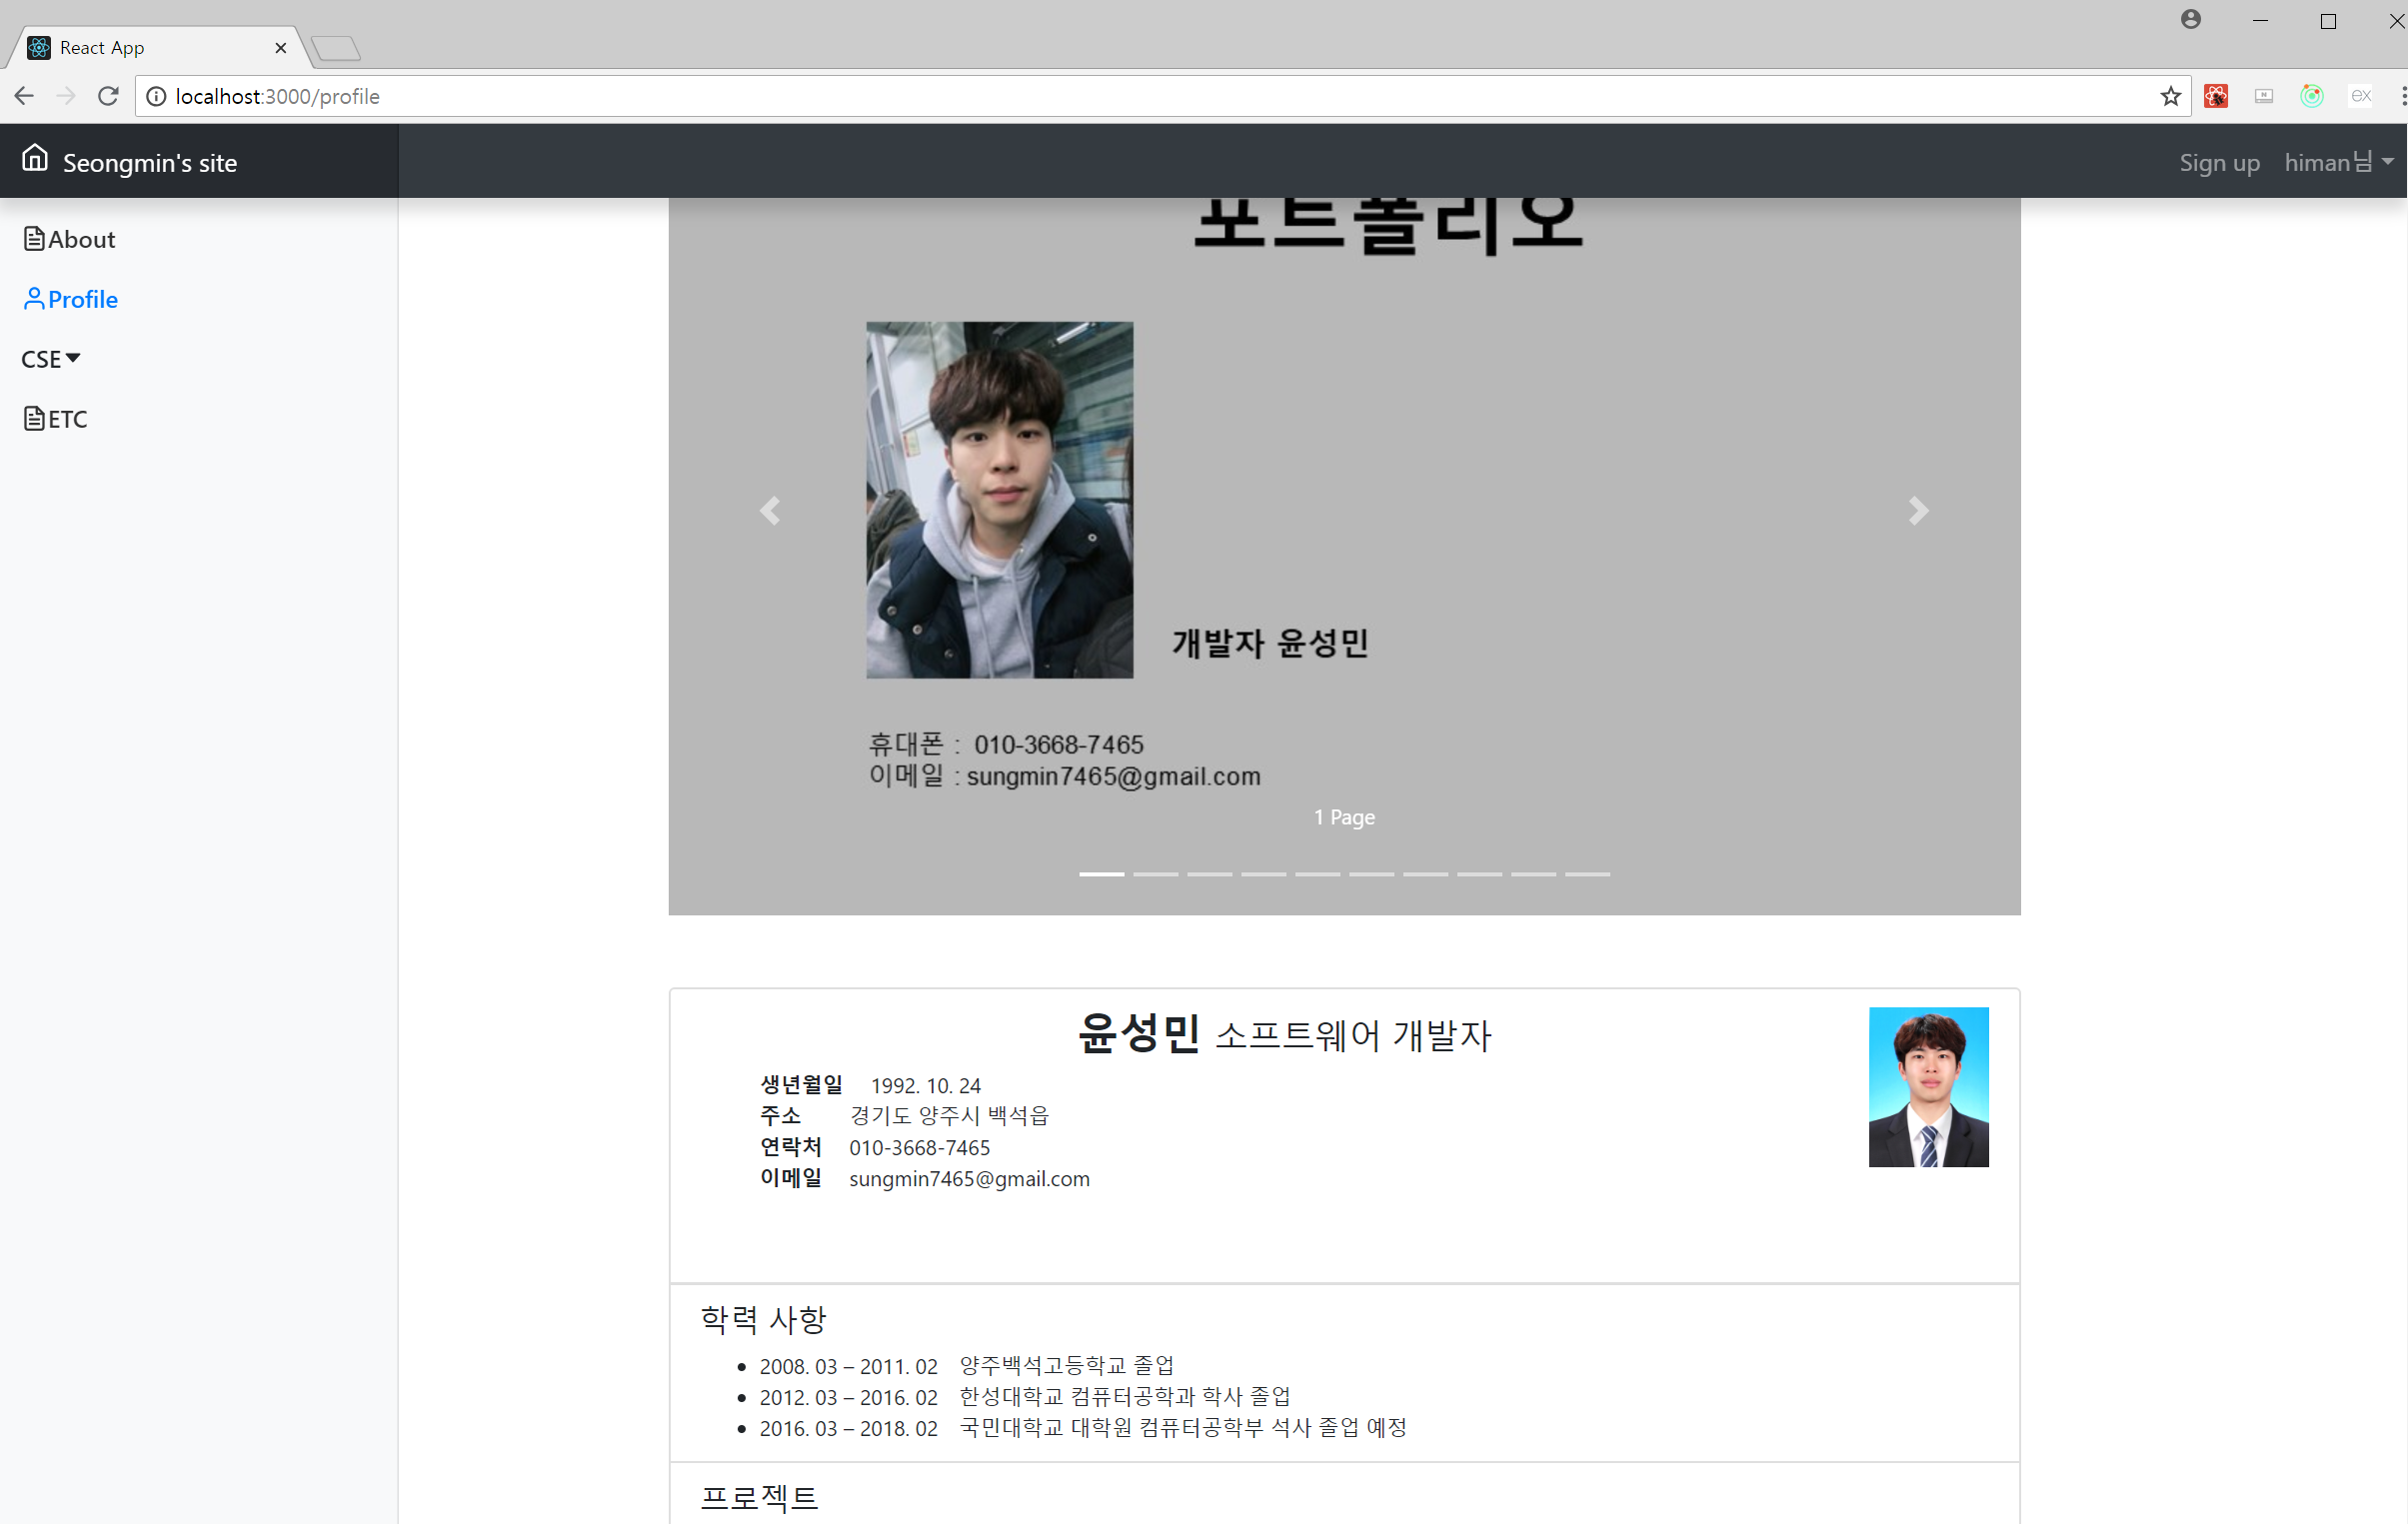 React App
localhost:3000/profile
Seongmin's site
Sign up
himan님
About
Profile
CSE
ETC
포트폴리오
개발자 윤성민
휴대폰 : 010-3668-7465
이메일 : sungmin7465@gmail.com
1 Page
윤성민 소프트웨어 개발자
생년월일 1992. 10. 24
주소 경기도 양주시 백석읍
연락처 010-3668-7465
이메일 sungmin7465@gmail.com
학력 사항
2008. 03 – 2011. 02 양주백석고등학교 졸업
2012. 03 – 2016. 02 한성대학교 컴퓨터공학과 학사 졸업
2016. 03 – 2018. 02 국민대학교 대학원 컴퓨터공학부 석사 졸업 예정
프로젝트